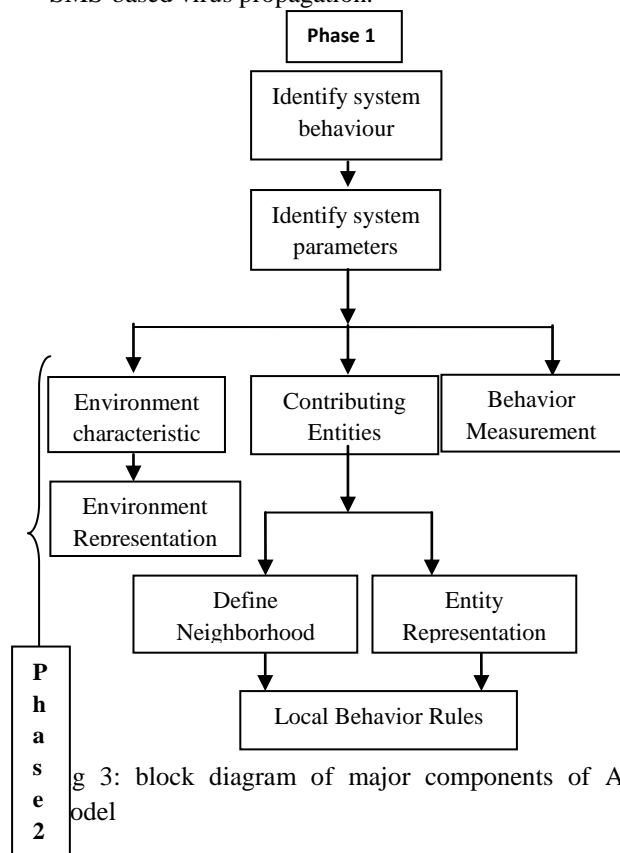 SMS-based virus propagation.
Phase 1
Identify system
behaviour
Identify system
parameters
Environment
characteristic
Contributing
Entities
Behavior
Measurement
Environment
Representation
Define
Neighborhood
Entity
Representation
Local Behavior Rules
P
h
a
s
e
2
g 3: block diagram of major components of A
odel